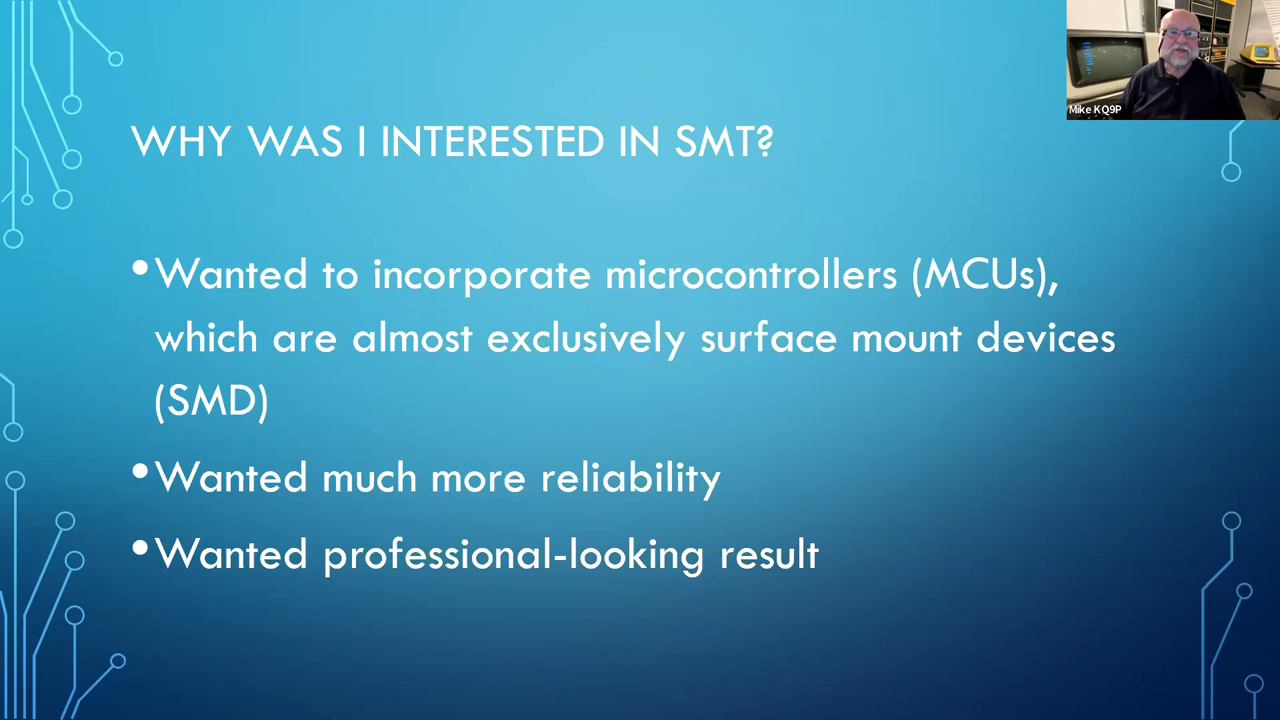 Mike KQ9P
WHY WAS I INTERESTED IN SMT?
•Wanted to incorporate microcontrollers (MCUs),
which are almost exclusively surface mount devices
(SMD)
•Wanted much more reliability
•Wanted professional-looking result